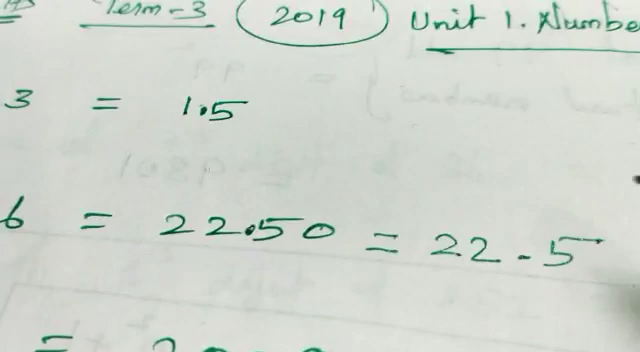 Term-3 2019 Unit 1. Numbe
3 = 1.5
6 = 22.50 = 22.5
=